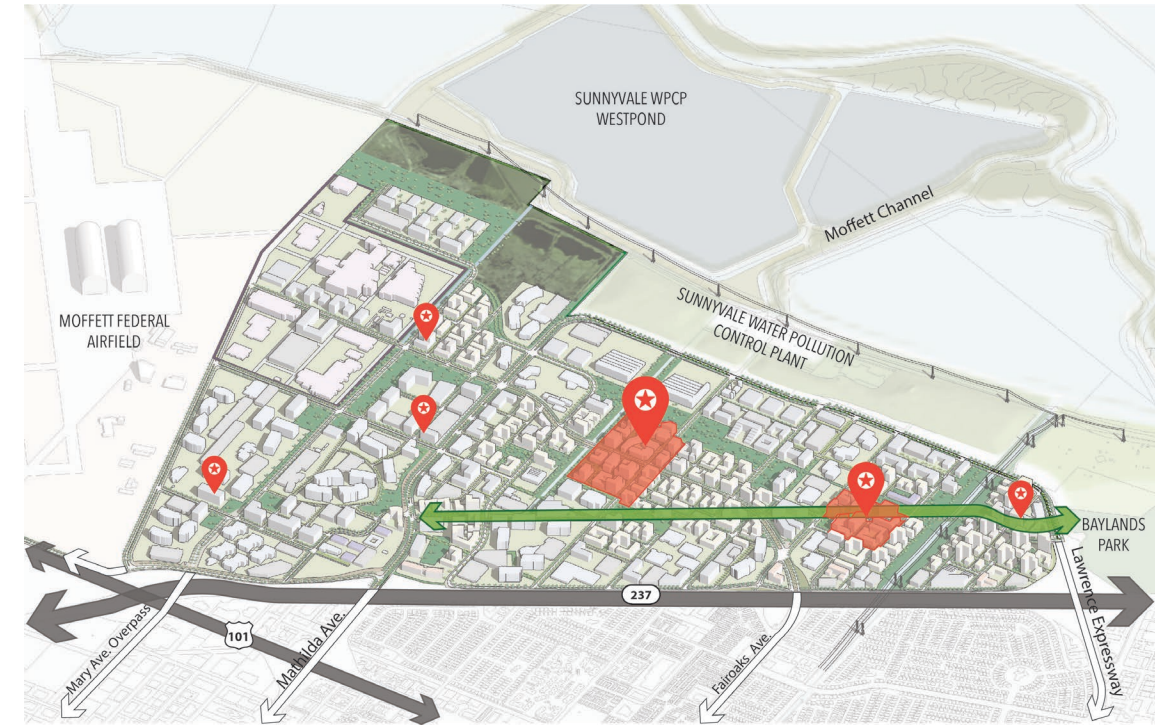 SUNNYVALE WPCP
WESTPOND
Moffett Channel
MOFFETT FEDERAL
AIRFIELD
SUNNYVALE WATER POLLUTION
CONTROL PLANT
BAYLANDS
PARK
237
101
Mary Ave. Overpass
Mathilda Ave.
Fairoaks Ave.
Lawrence Expressway